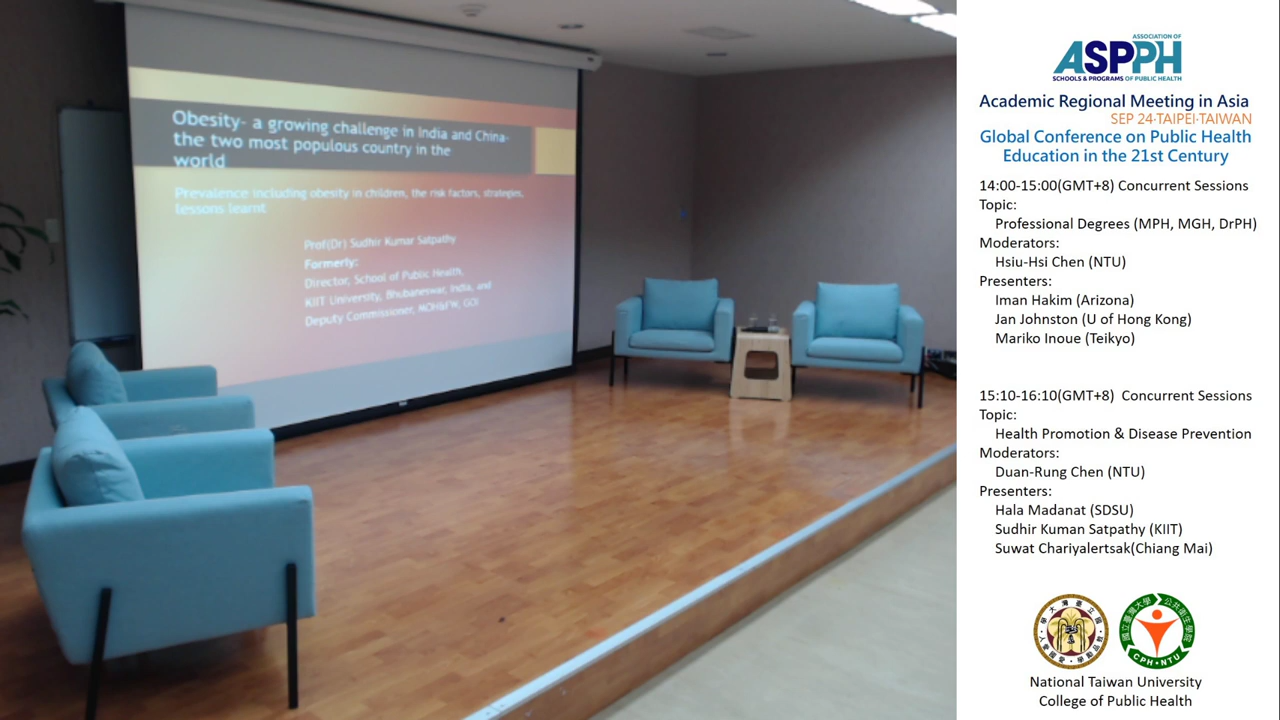 Obesity- a growing challenge in India and China-
the two most populous country in the
world
Prevalence including obesity in children, the risk factors, strategies,
lessons learnt
Prof(Dr) Sudhir Kumar Satpathy
Formerly:
Director, School of Public Health,
KIIT University, Bhubaneswar, India, and
Deputy Commissioner, MOH&FW, GOI
ASSOCIATION OF
ASPPH
SCHOOLS & PROGRAMS OF PUBLIC HEALTH
Academic Regional Meeting in Asia
SEP 24·TAIPEI·TAIWAN
Global Conference on Public Health
Education in the 21st Century
14:00-15:00(GMT+8) Concurrent Sessions
Topic:
Professional Degrees (MPH, MGH, DrPH)
Moderators:
Hsiu-Hsi Chen (NTU)
Presenters:
Iman Hakim (Arizona)
Jan Johnston (U of Hong Kong)
Mariko Inoue (Teikyo)
15:10-16:10(GMT+8) Concurrent Sessions
Topic:
Health Promotion & Disease Prevention
Moderators:
Duan-Rung Chen (NTU)
Presenters:
Hala Madanat (SDSU)
Sudhir Kuman Satpathy (KIIT)
Suwat Chariyalertsak(Chiang Mai)
國立臺灣大學 公共衛生學院
CPH·NTU
National Taiwan University
College of Public Health